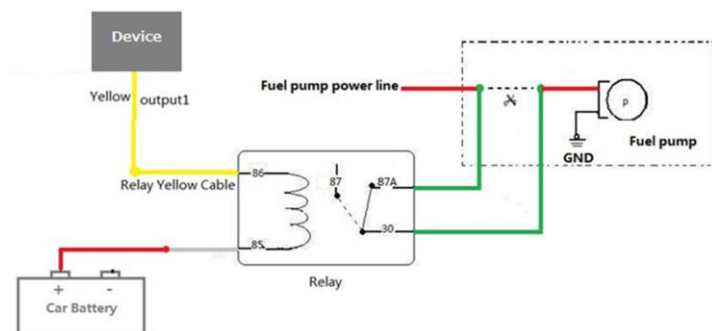 Device
Yellow
output1
Fuel pump power line
P
Fuel pump
GND
Relay Yellow Cable
86
87
87A
30
85
Relay
+
-
Car Battery